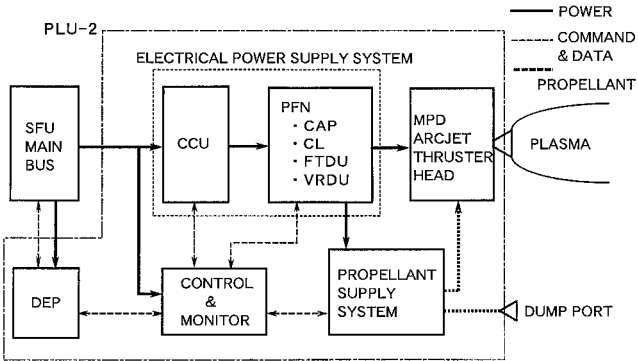 PLU-2
POWER
COMMAND
& DATA
PROPELLANT
ELECTRICAL POWER SUPPLY SYSTEM
SFU
MAIN
BUS
CCU
PFN
・CAP
・CL
・FTDU
・VRDU
MPD
ARCJET
THRUSTER
HEAD
PLASMA
DEP
CONTROL
&
MONITOR
PROPELLANT
SUPPLY
SYSTEM
DUMP PORT